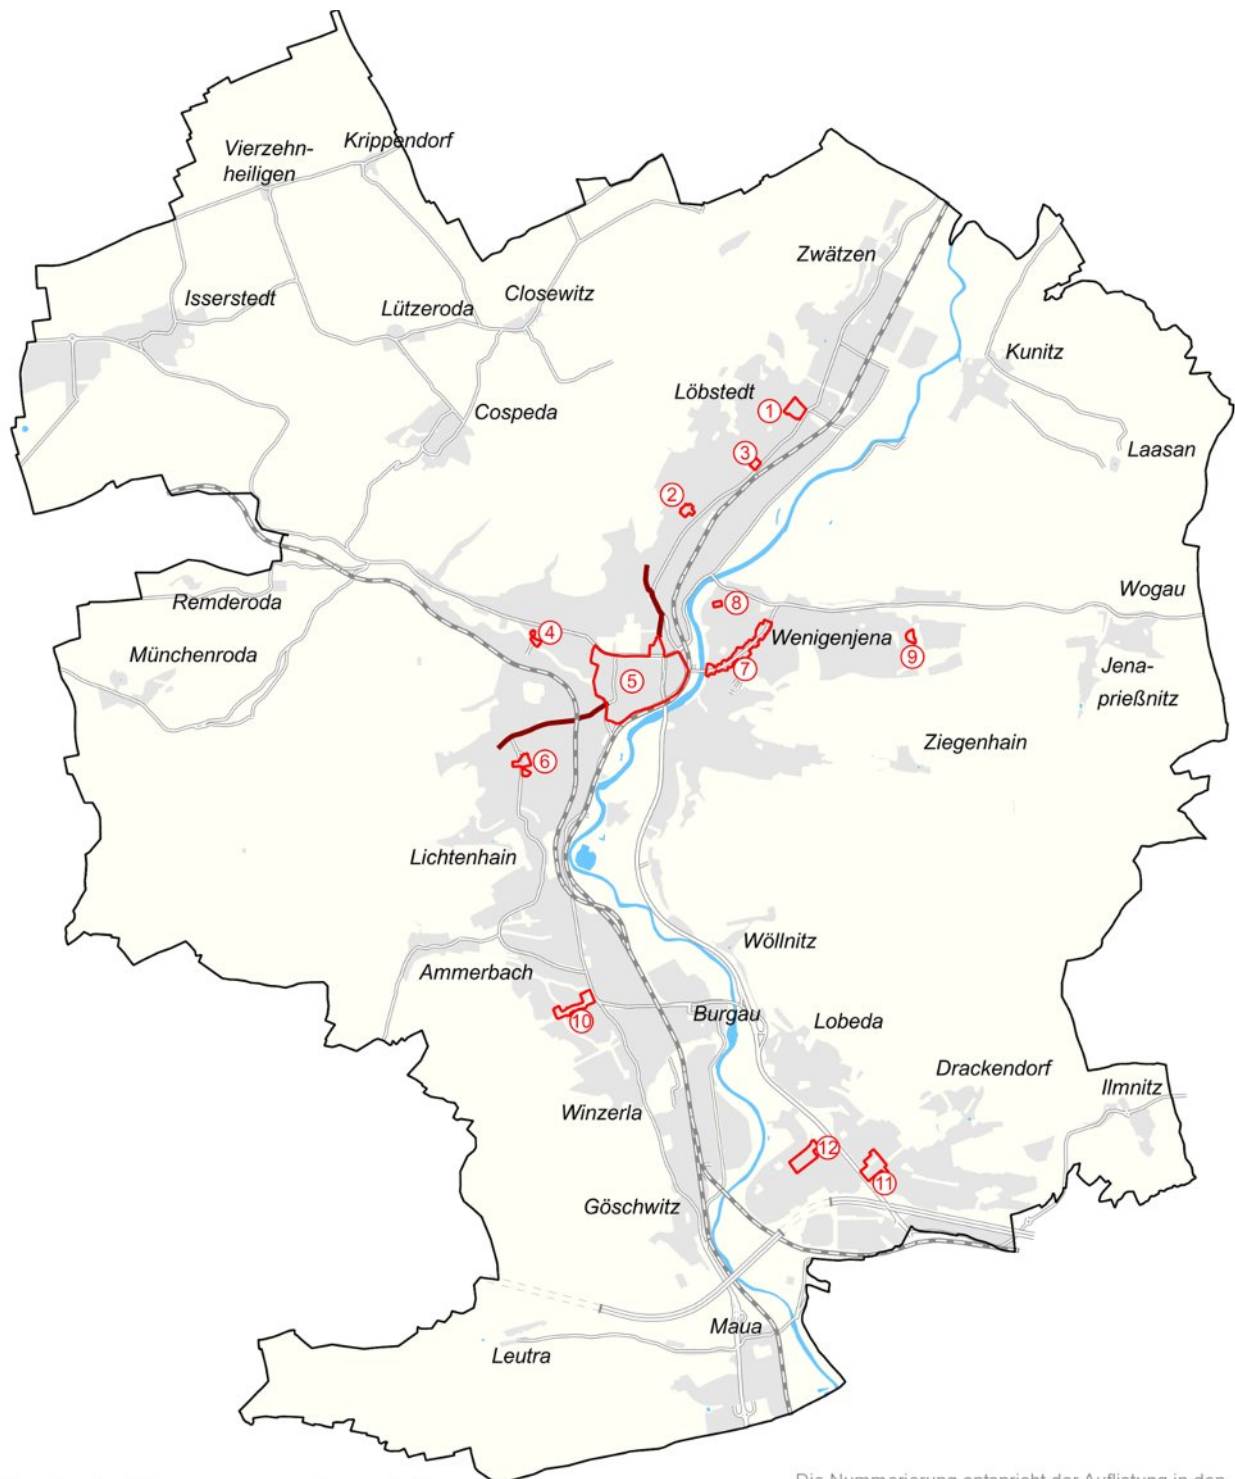 Krippendorf
Vierzehn-
heiligen
Zwätzen
Isserstedt
Lützeroda
Closewitz
Kunitz
Löbstedt
1
Cospeda
Laasan
3
2
Remderoda
8
Wogau
Münchenroda
4
Wenigenjena
9
5
7
Jena-
prießnitz
Ziegenhain
6
Lichtenhain
Wöllnitz
Ammerbach
10
Burgau
Lobeda
Drackendorf
Ilmnitz
Winzerla
12
11
Göschwitz
Maua
Leutra
Die Nummerierung entspricht der Auflistung in den